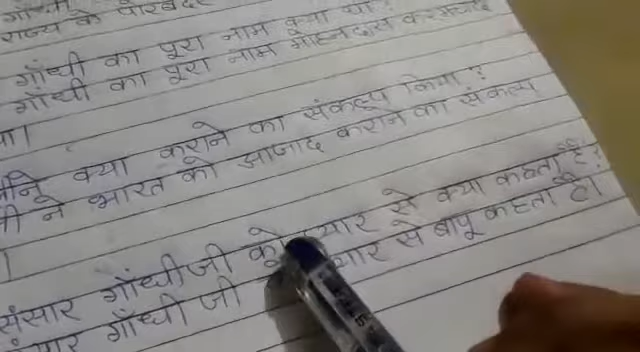 राज्य के पोरबंदर
गाँधी का पूरा नाम क्या था?
गाँधी का पूरा नाम मोहनदास करमचंद
था।
ने क्या कराने का संकल्प किया?
जी ने भारत को आजाद कराने का संकल्प
संसार गाँधीजी को प्यार से क्या कहता है?
संसार गाँधी जी प्यार से बापू कहता है।